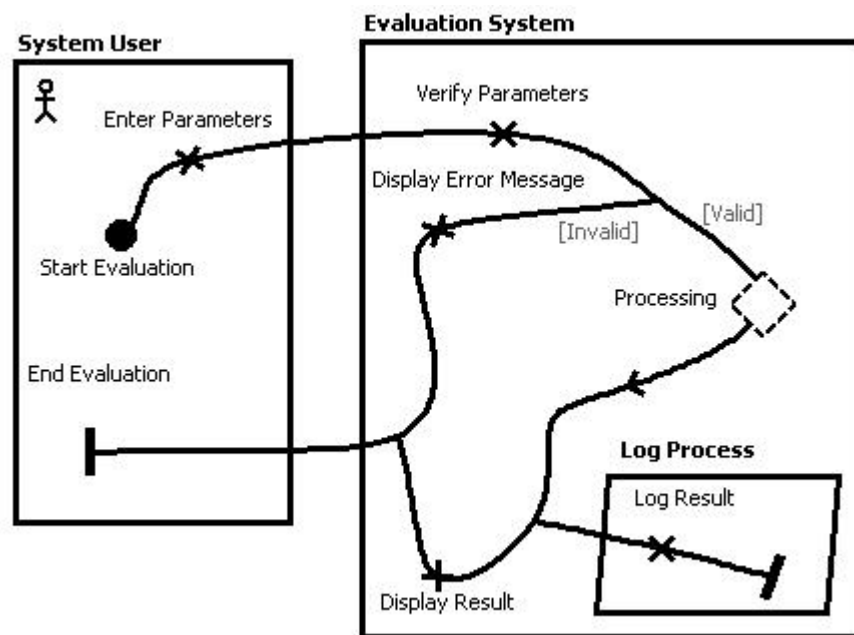 Evaluation System
System User
Verify Parameters
Enter Parameters
Display Error Message
[Valid]
[Invalid]
Start Evaluation
Processing
End Evaluation
Log Process
Log Result
Display Result